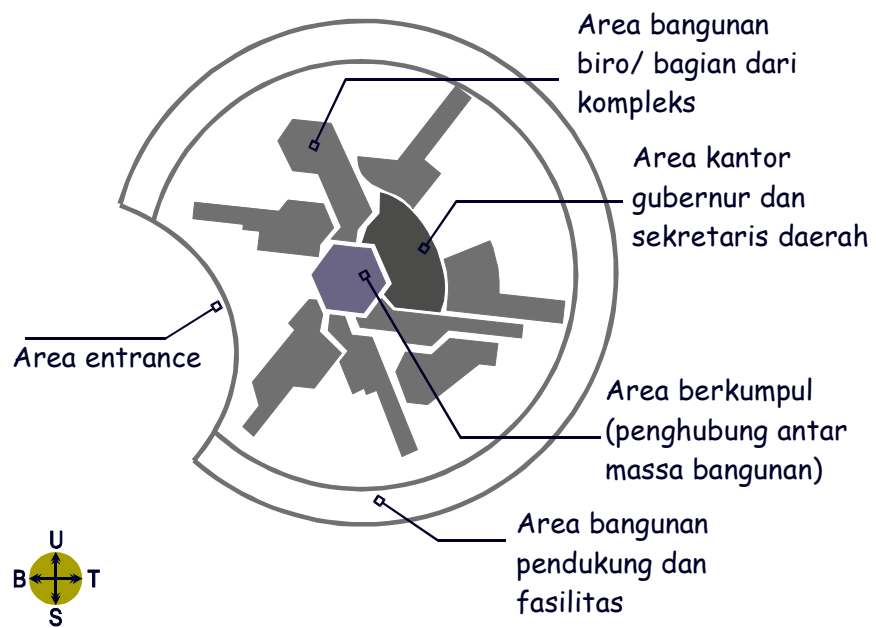 Area bangunan
biro/ bagian dari
kompleks
Area kantor
gubernur dan
sekretaris daerah
Area entrance
Area berkumpul
(penghubung antar
massa bangunan)
Area bangunan
pendukung dan
fasilitas
U
B T
S